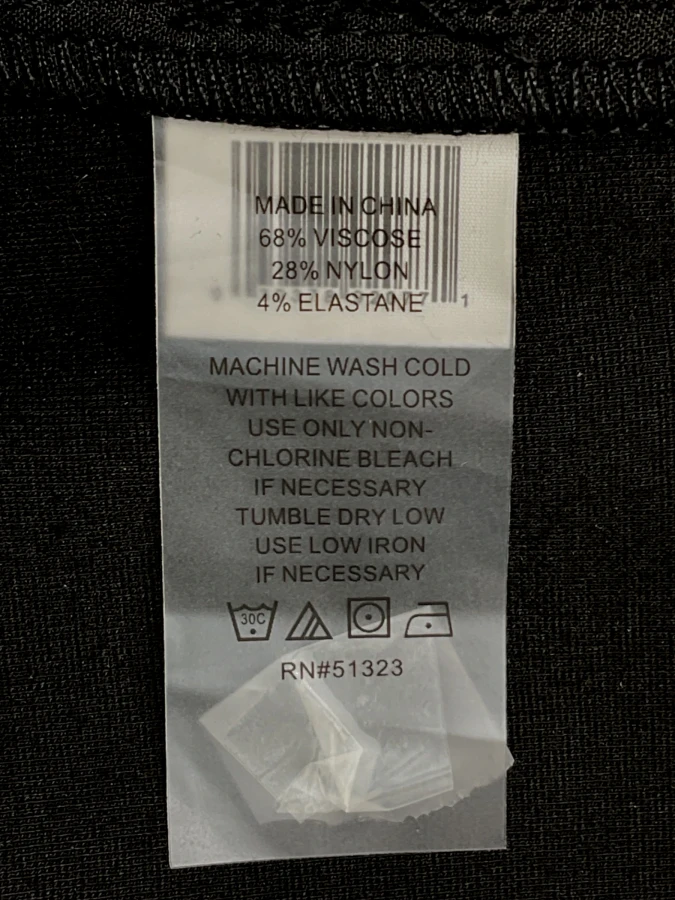 MADE IN CHINA
68% VISCOSE
28% NYLON
4% ELASTANE
MACHINE WASH COLD
WITH LIKE COLORS
USE ONLY NON-
CHLORINE BLEACH
IF NECESSARY
TUMBLE DRY LOW
USE LOW IRON
IF NECESSARY
30C
RN#51323